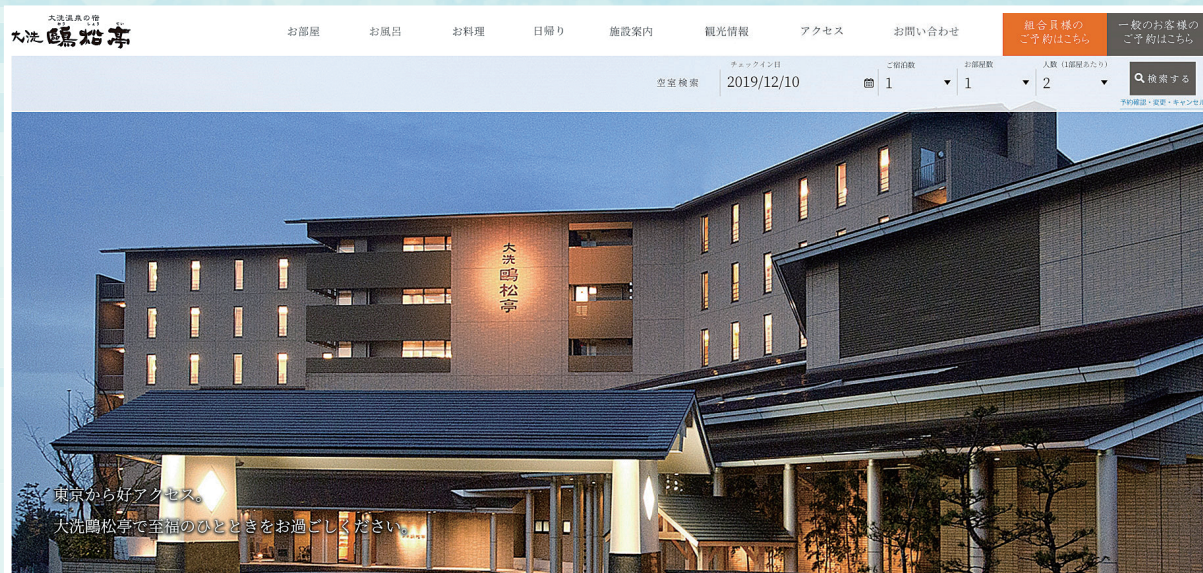 大洗温泉の宿
おう しょう てい
大洗 鷗松亭
お部屋
お風呂
お料理
日帰り
施設案内
観光情報
アクセス
お問い合わせ
組合員様の
ご予約はこちら
一般のお客様の
ご予約はこちら
空室検索
チェックイン日
2019/12/10
ご宿泊数
1
お部屋数
1
人数（1部屋あたり）
2
検索する
予約確認・変更・キャンセル
大洗
鷗松亭
東京から好アクセス。
大洗鷗松亭で至福のひとときをお過ごしください。